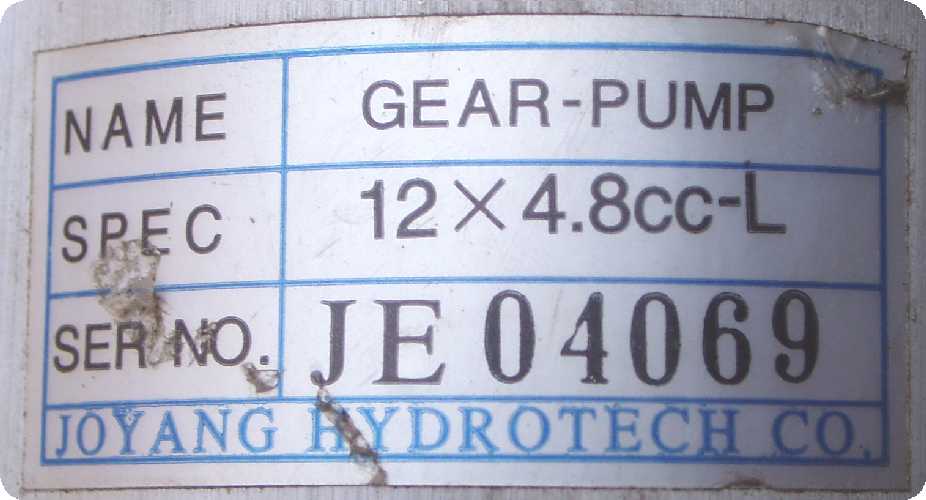 NAME GEAR-PUMP
SPEC 12×4.8cc-L
SER NO. JE 04069
JOYANG HYDROTECH CO.